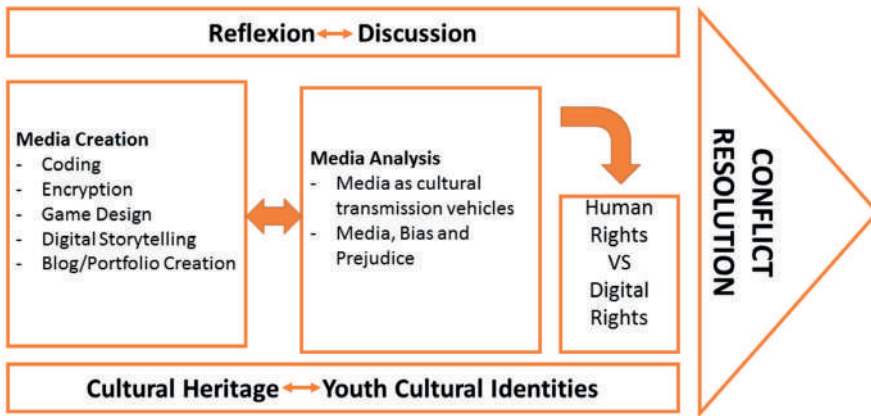 Reflexion Discussion
Media Creation
- Coding
- Encryption
- Game Design
- Digital Storytelling
- Blog/Portfolio Creation
Media Analysis
- Media as cultural
transmission vehicles
- Media, Bias and
Prejudice
Human
Rights
VS
Digital
Rights
CONFLICT
RESOLUTION
Cultural Heritage Youth Cultural Identities